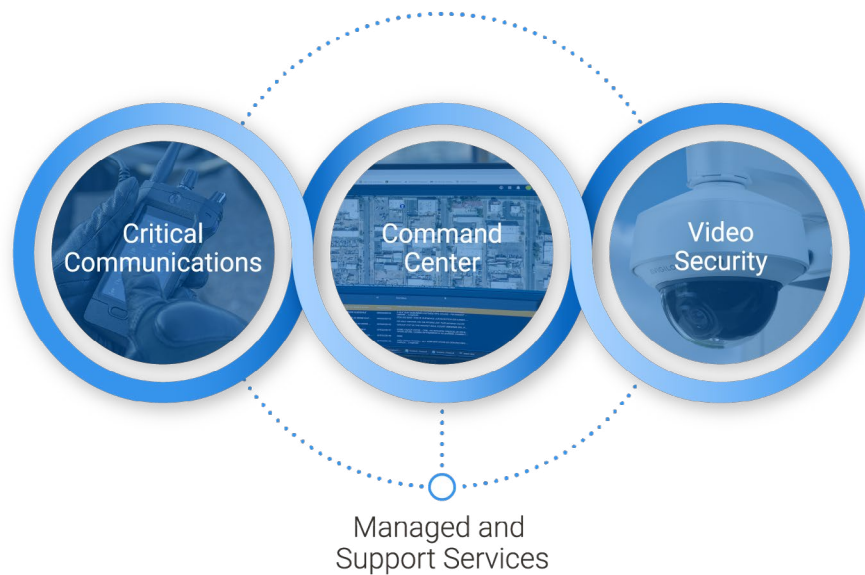 Critical
Communications
Command
Center
Video
Security
Managed and
Support Services